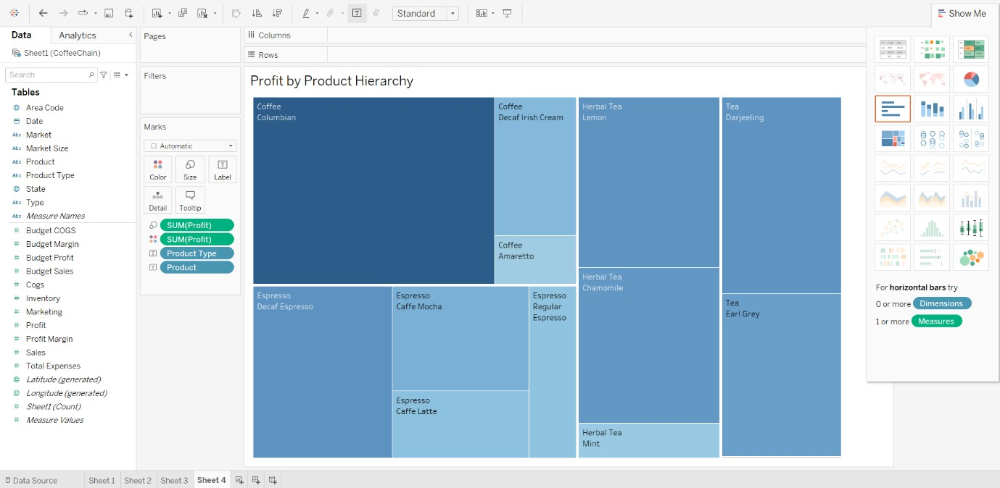 Standard
Show Me
Data
Analytics
Sheet1 (CoffeeChain)
Search
Tables
Area Code
Date
Abc Market
Abc Market Size
Abc Product
Abc Product Type
State
Abc Type
Abc Measure Names
# Budget COGS
# Budget Margin
# Budget Profit
# Budget Sales
# Cogs
# Inventory
# Marketing
# Profit
# Profit Margin
# Sales
# Total Expenses
Latitude (generated)
Longitude (generated)
# Sheet1 (Count)
# Measure Values
Pages
Filters
Marks
Automatic
Color
Size
Label
Detail
Tooltip
SUM(Profit)
SUM(Profit)
Product Type
Product
Columns
Rows
Profit by Product Hierarchy
Coffee
Columbian
Coffee
Decaf Irish Cream
Coffee
Amaretto
Espresso
Decaf Espresso
Espresso
Caffe Mocha
Espresso
Caffe Latte
Espresso
Regular
Espresso
Herbal Tea
Lemon
Herbal Tea
Chamomile
Herbal Tea
Mint
Tea
Darjeeling
Tea
Earl Grey
For horizontal bars try
0 or more Dimensions
1 or more Measures
Data Source
Sheet 1
Sheet 2
Sheet 3
Sheet 4